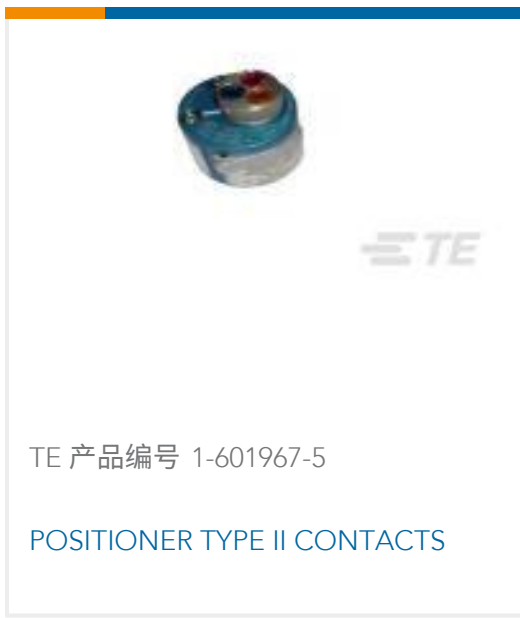 TE
TE 产品编号 1-601967-5
POSITIONER TYPE II CONTACTS